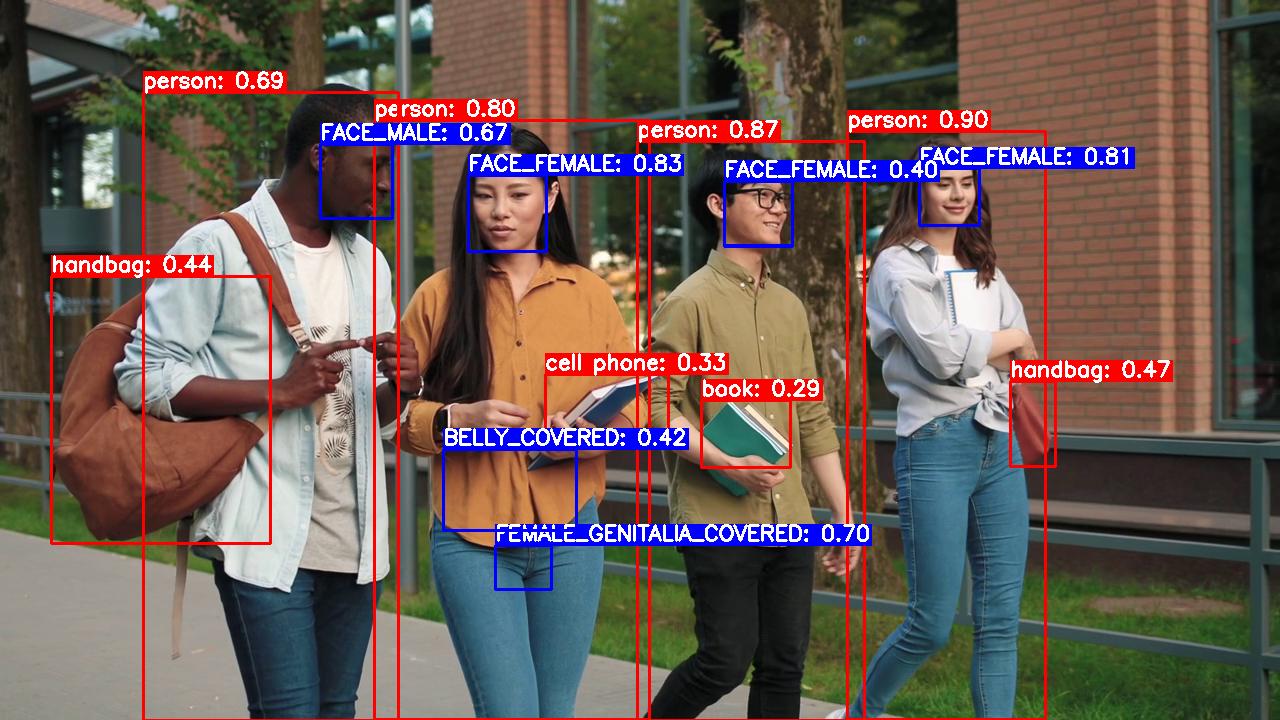 person: 0.69
person: 0.80
FACE_MALE: 0.67
person: 0.87
person: 0.90
FACE_FEMALE: 0.83
FACE_FEMALE: 0.40
FACE_FEMALE: 0.81
handbag: 0.44
cell phone: 0.33
book: 0.29
handbag: 0.47
BELLY_COVERED: 0.42
FEMALE_GENITALIA_COVERED: 0.70